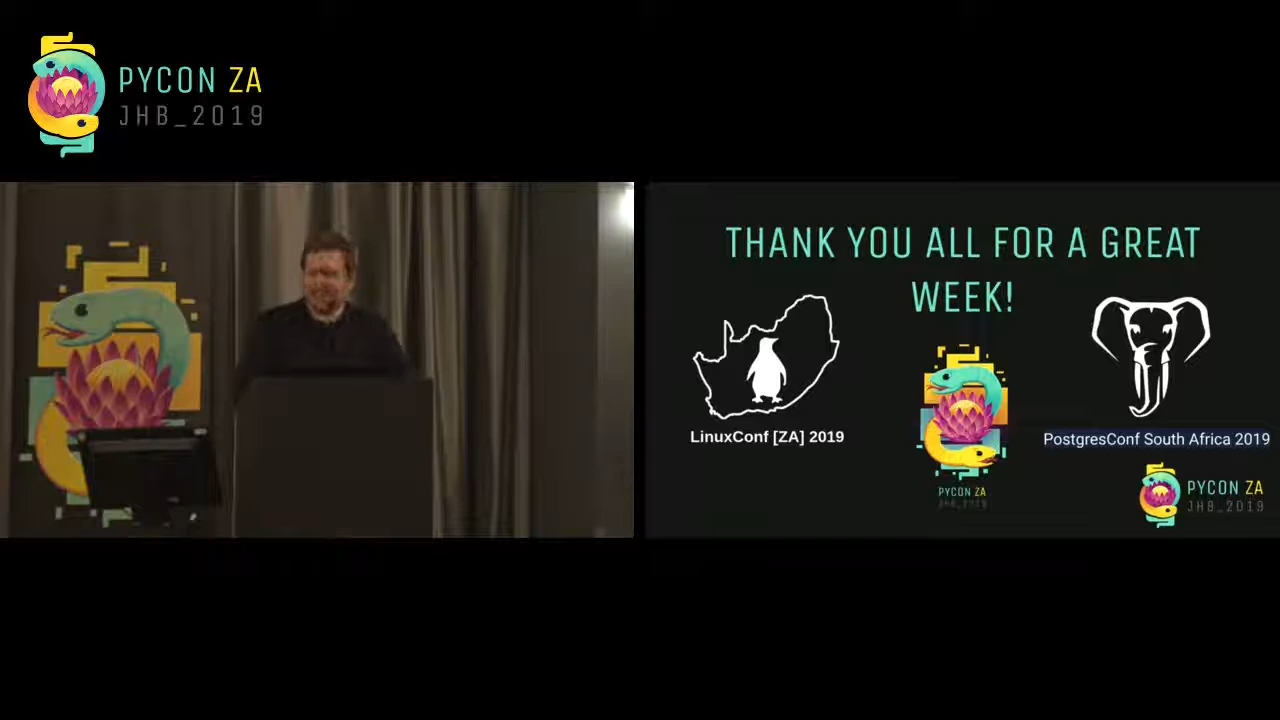 PYCON ZA
JHB_2019
THANK YOU ALL FOR A GREAT
WEEK!
LinuxConf [ZA] 2019
PYCON ZA
JHB_2019
PostgresConf South Africa 2019
PYCON ZA
JHB_2019